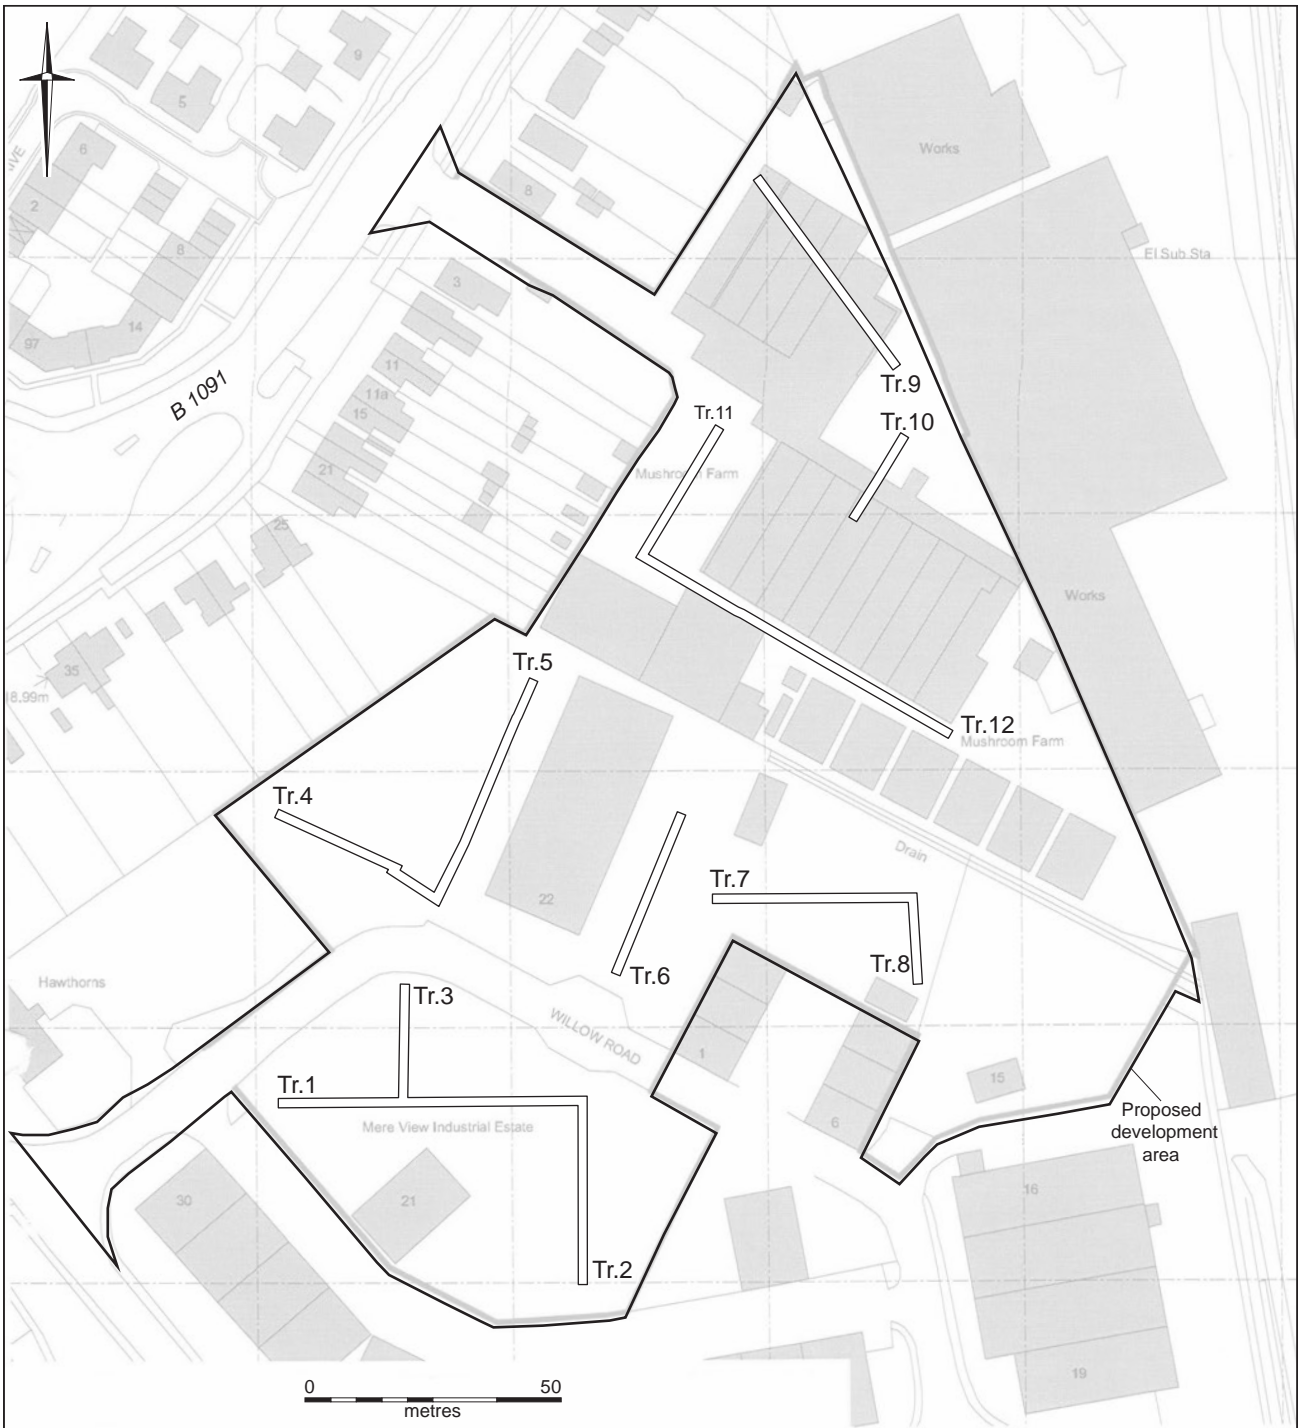 9
5
6
2
8
8
14
97
3
11
11a
15
21
25
35
B 1091
Works
El Sub Sta
Tr.9
Tr.10
Tr.11
Mushroom Farm
Works
Tr.5
Tr.12
Mushroom Farm
Tr.4
Drain
Tr.7
22
Tr.8
Tr.6
Hawthorns
Tr.3
WILLOW ROAD
1
15
Tr.1
Mere View Industrial Estate
6
Proposed
development
area
30
21
16
Tr.2
19
0 50
metres